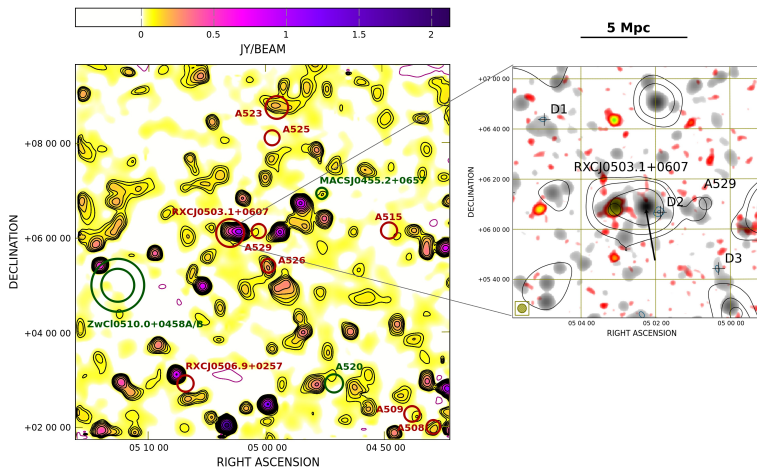 0 0.5 1 1.5 2
JY/BEAM
5 Mpc
DECLINATION
+08 00 00
+06 00 00
+04 00 00
+02 00 00
A523
A525
MACSJ0455.2+0657
RXCJ0503.1+0607
A515
A529
A526
ZwCl0510.0+0458A/B
RXCJ0506.9+0257
A520
A509
A508
05 10 00 05 00 00 04 50 00
RIGHT ASCENSION
DECLINATION
+07 00 00
+06 40 00
+06 20 00
+06 00 00
+05 40 00
D1
RXCJ0503.1+0607
A529
D2
D3
05 04 00 05 02 00 05 00 00
RIGHT ASCENSION